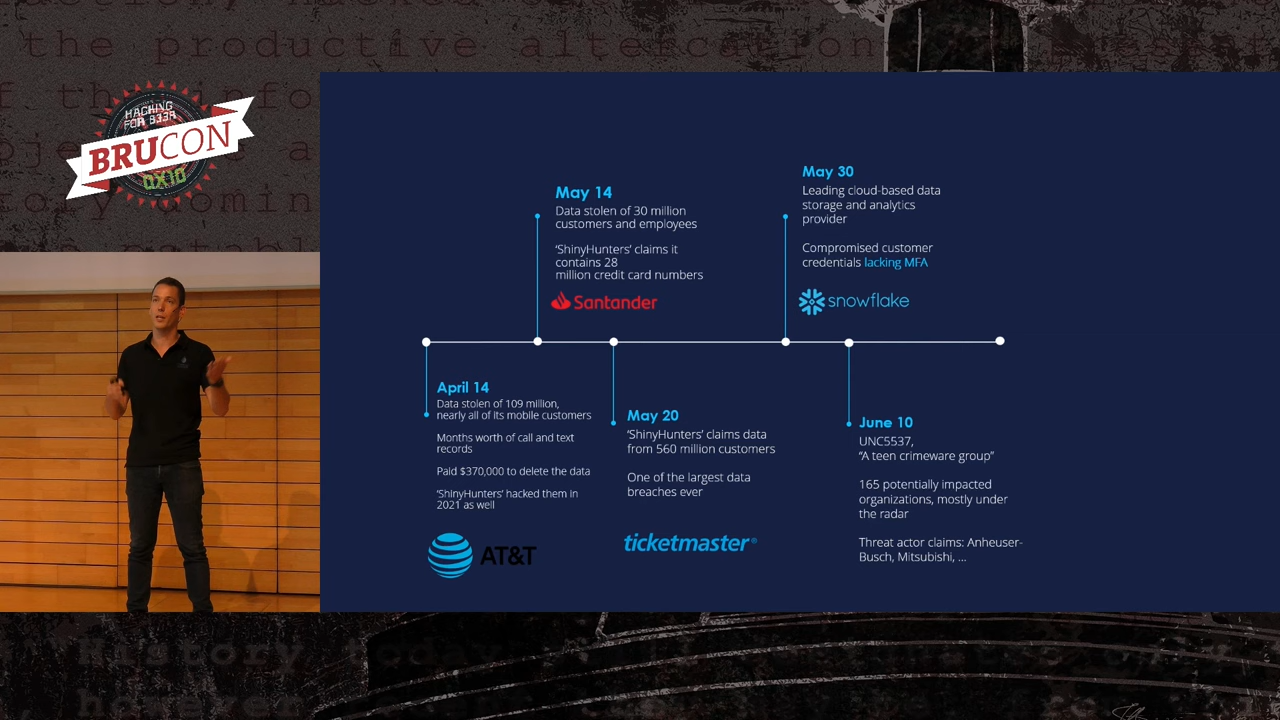 the productive altercation
HACKING
FOR B33R
BRUCON
0X10
May 14
Data stolen of 30 million
customers and employees
‘ShinyHunters’ claims it
contains 28
million credit card numbers
Santander
May 30
Leading cloud-based data
storage and analytics
provider
Compromised customer
credentials lacking MFA
snowflake
April 14
Data stolen of 109 million,
nearly all of its mobile customers
Months worth of call and text
records
Paid $370,000 to delete the data
‘ShinyHunters’ hacked them in
2021 as well
AT&T
May 20
‘ShinyHunters’ claims data
from 560 million customers
One of the largest data
breaches ever
ticketmaster®
June 10
UNC5537,
“A teen crimeware group”
165 potentially impacted
organizations, mostly under
the radar
Threat actor claims: Anheuser-
Busch, Mitsubishi, ...
History today
however